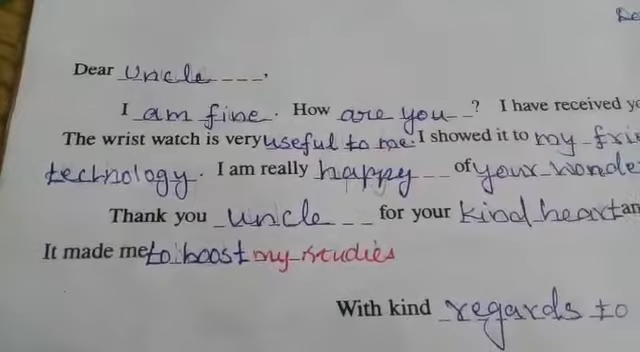 Dear Uncle,
I am fine. How are you? I have received
The wrist watch is very useful to me. I showed it to my
technology. I am really happy of your
Thank you uncle for your kind heart
It made me to boost my studies
With kind regards to